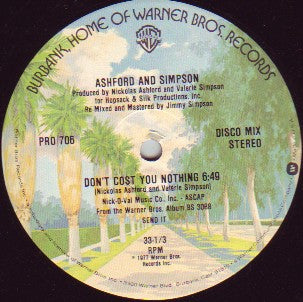 BURBANK, HOME OF WARNER BROS. RECORDS
WB
ASHFORD AND SIMPSON
Produced by Nickolas Ashford and Valerie Simpson
for Hopsack & Silk Productions, Inc.
Re Mixed and Mastered by Jimmy Simpson
PRO 706
DISCO MIX
STEREO
DON'T COST YOU NOTHING 6:49
(Nickolas Ashford and Valerie Simpson)
Nick-O-Val Music Co. Inc. - ASCAP
From the Warner Bros. Album BS 3088
SEND IT
33-1/3
RPM
© 1977 Warner Bros.
Records Inc.